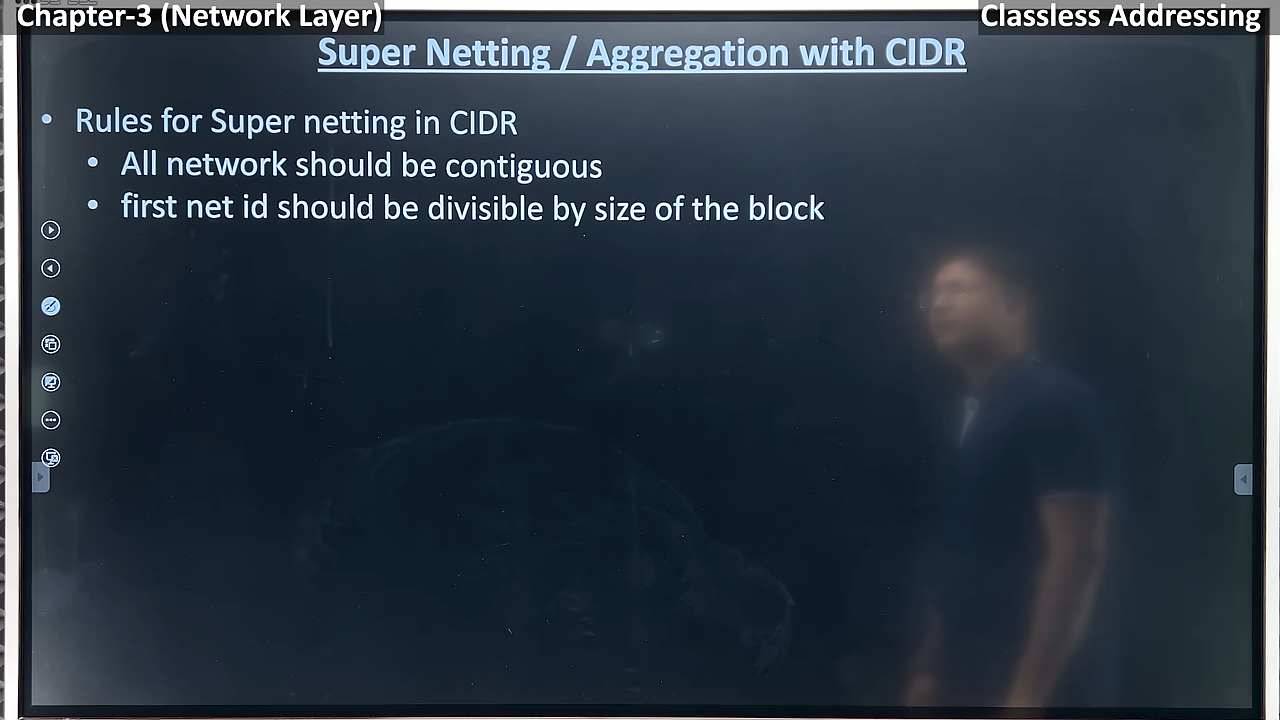 Chapter-3 (Network Layer)
Classless Addressing
Super Netting / Aggregation with CIDR
• Rules for Super netting in CIDR
• All network should be contiguous
• first net id should be divisible by size of the block